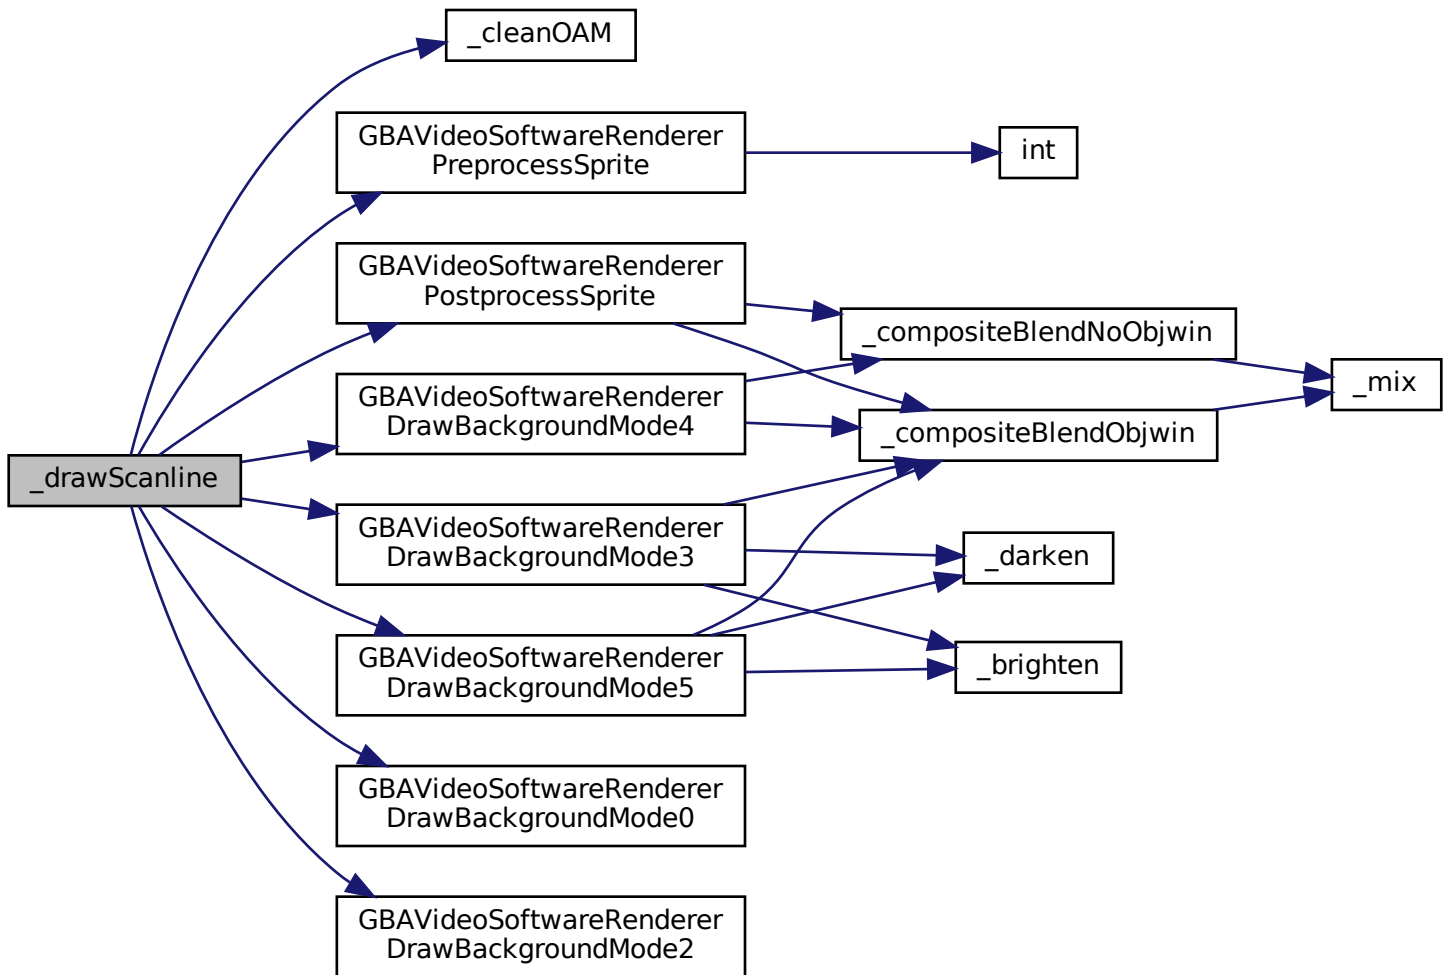 _cleanOAM
GBAVideoSoftwareRenderer
PreprocessSprite
int
GBAVideoSoftwareRenderer
PostprocessSprite
_compositeBlendNoObjwin
_mix
GBAVideoSoftwareRenderer
DrawBackgroundMode4
_compositeBlendObjwin
_drawScanline
GBAVideoSoftwareRenderer
DrawBackgroundMode3
_darken
GBAVideoSoftwareRenderer
DrawBackgroundMode5
_brighten
GBAVideoSoftwareRenderer
DrawBackgroundMode0
GBAVideoSoftwareRenderer
DrawBackgroundMode2